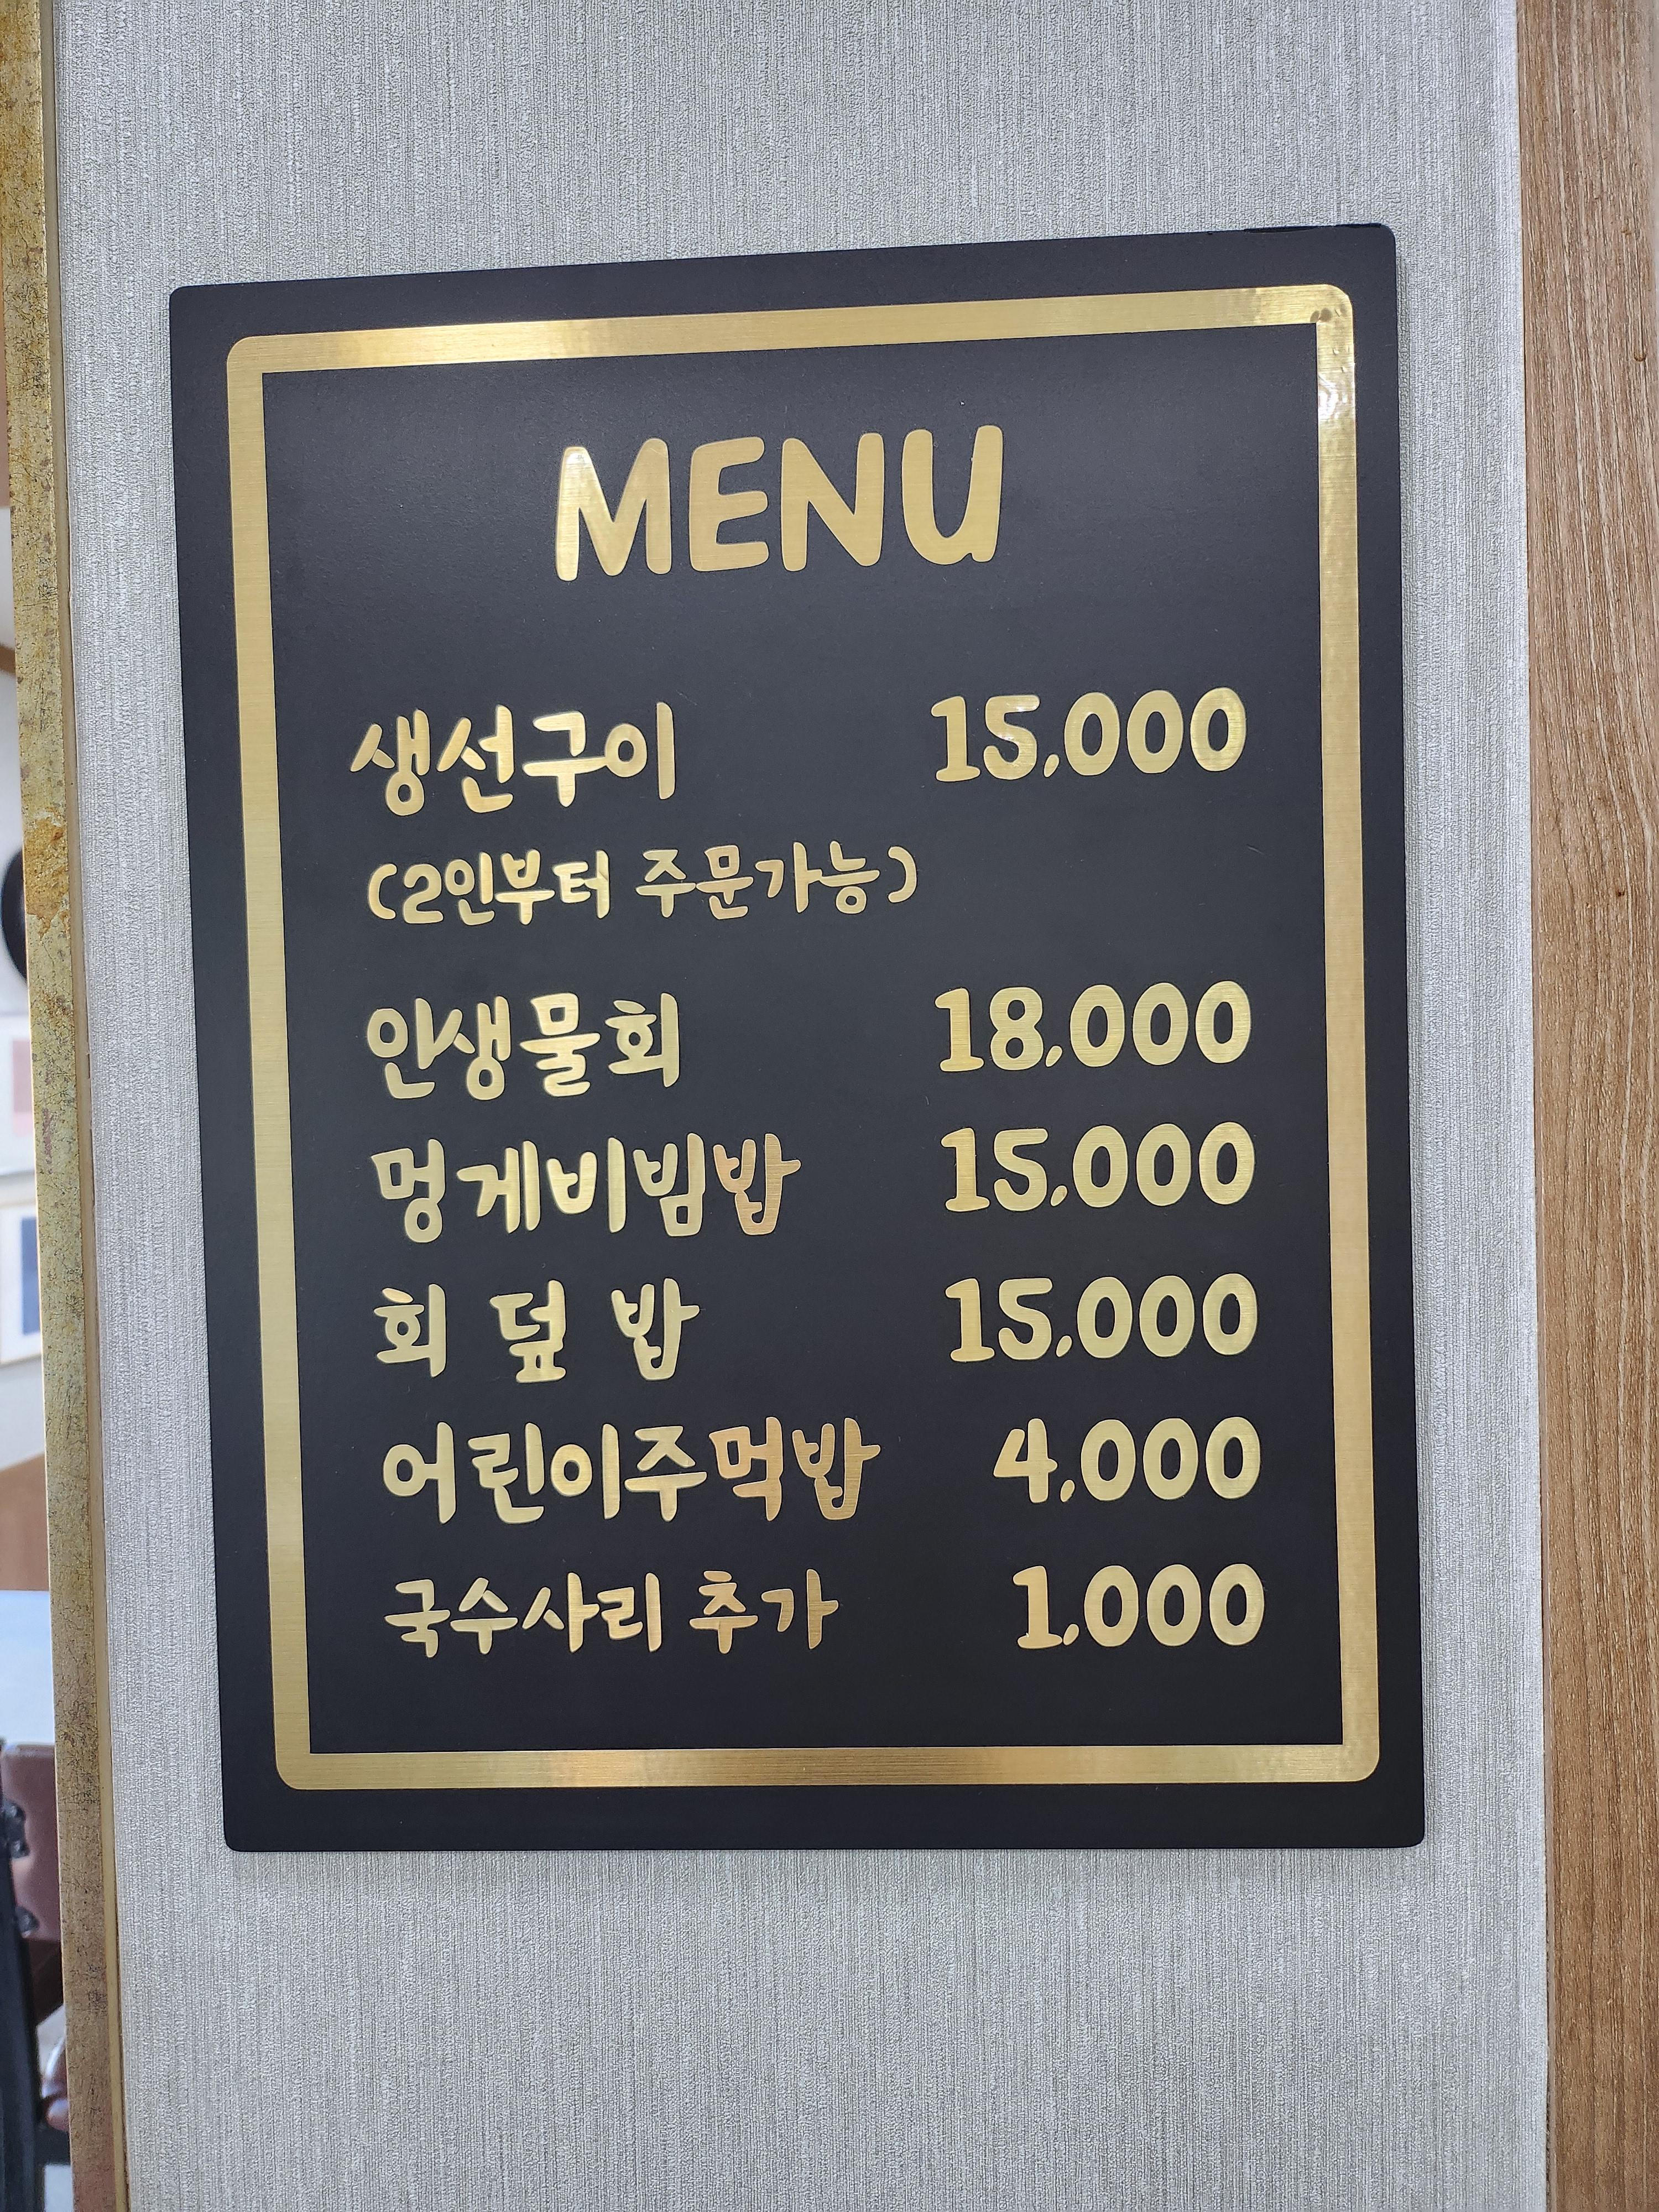 MENU
생선구이 15,000
(2인부터 주문가능)
인생물회 18,000
멍게비빔밥 15,000
회 덮 밥 15,000
어린이주먹밥 4,000
국수사리 추가 1,000